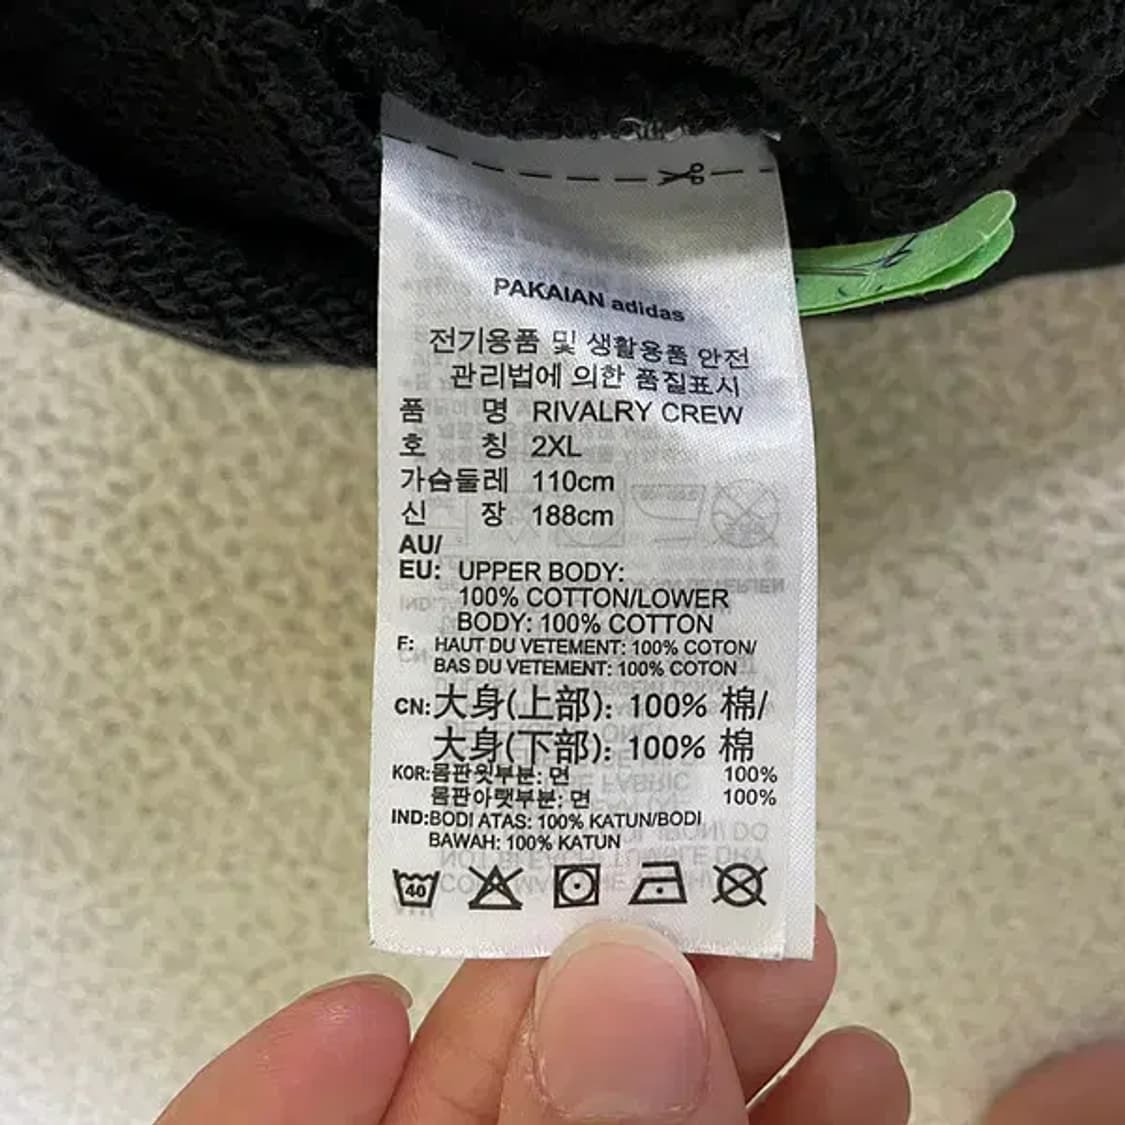 PAKAIAN adidas
전기용품 및 생활용품 안전
관리법에 의한 품질표시
품 명 RIVALRY CREW
호 칭 2XL
가슴둘레 110cm
신 장 188cm
AU/
EU: UPPER BODY:
100% COTTON/LOWER
BODY: 100% COTTON
F: HAUT DU VETEMENT: 100% COTON/
BAS DU VETEMENT: 100% COTON
CN: 大身(上部): 100% 棉/
大身(下部): 100% 棉
KOR: 몸판윗부분: 면 100%
몸판아랫부분: 면 100%
IND: BODI ATAS: 100% KATUN/BODI
BAWAH: 100% KATUN
40